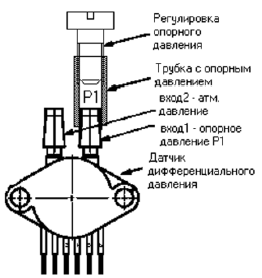 Регулировка
опорного
давления
Трубка с опорным
давлением
P1
вход2 - атм.
давление
вход1 - опорное
давление P1
Датчик
дифференциального
давления